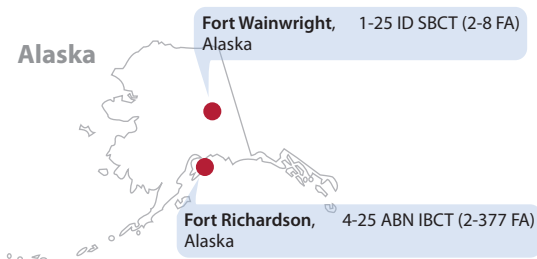 Fort Wainwright, 1-25 ID SBCT (2-8 FA)
Alaska
Alaska
Fort Richardson, 4-25 ABN IBCT (2-377 FA)
Alaska